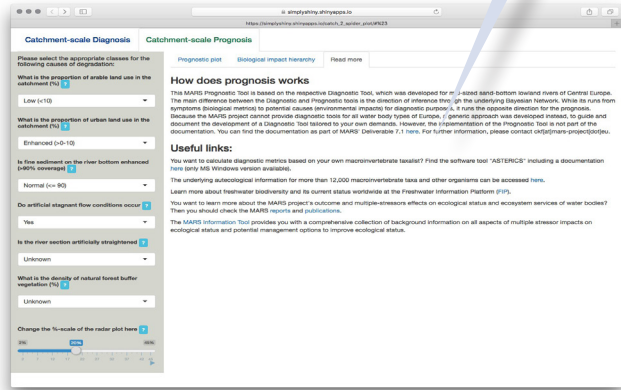 simplyshiny.shinyapps.io
https://simplyshiny.shinyapps.io/catch_2_spider_plot/#%23
Catchment-scale Diagnosis
Catchment-scale Prognosis
Please select the appropriate classes for the
following causes of degradation:
What is the proportion of arable land use in the
catchment (%) ?
Low (<10)
What is the proportion of urban land use in the
catchment (%) ?
Enhanced (>0-10)
Is fine sediment on the river bottom enhanced
(>90% coverage) ?
Normal (<= 90)
Do artificial stagnant flow conditions occur ?
Yes
Is the river section artificially straightened ?
Unknown
What is the density of natural forest buffer
vegetation (%) ?
Unknown
Change the %-scale of the radar plot here ?
Prognostic plot
Biological impact hierarchy
Read more
How does prognosis works
This MARS Prognostic Tool is based on the respective Diagnostic Tool, which was developed for mid-sized sand-bottom lowland rivers of Central Europe.
The main difference between the Diagnostic and Prognostic tools is the direction of inference through the underlying Bayesian Network. While its runs from
symptoms (biological metrics) to potential causes (environmental impacts) for diagnostic purposes, it runs the opposite direction for the prognosis.
Because the MARS project cannot provide diagnostic tools for all water body types of Europe, a generic approach was developed instead, to guide and
document the development of a Diagnostic Tool tailored to your own demands. However, the implementation of the Prognostic Tool is not part of the
documentation. You can find the documentation as part of MARS' Deliverable 7.1 here. For further information, please contact ckf[at]mars-project[dot]eu.
Useful links:
You want to calculate diagnostic metrics based on your own macroinvertebrate taxalist? Find the software tool "ASTERICS" including a documentation
here (only MS Windows version available).
The underlying autecological information for more than 12,000 macroinvertebrate taxa and other organisms can be accessed here.
Learn more about freshwater biodiversity and its current status worldwide at the Freshwater Information Platform (FIP).
You want to learn more about the MARS project's outcome and multiple-stressors effects on ecological status and ecosystem services of water bodies?
Then you should check the MARS reports and publications.
The MARS Information Tool provides you with a comprehensive collection of background information on all aspects of multiple stressor impacts on
ecological status and potential management options to improve ecological status.